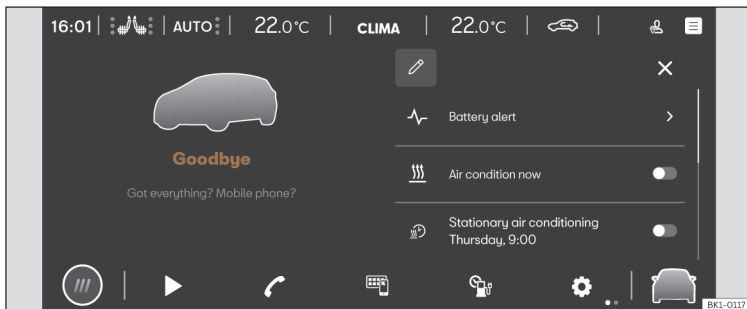 16:01
AUTO
22.0°C
CLIMA
22.0°C
Goodbye
Got everything? Mobile phone?
Battery alert
Air condition now
Stationary air conditioning
Thursday, 9:00
BK1-0117